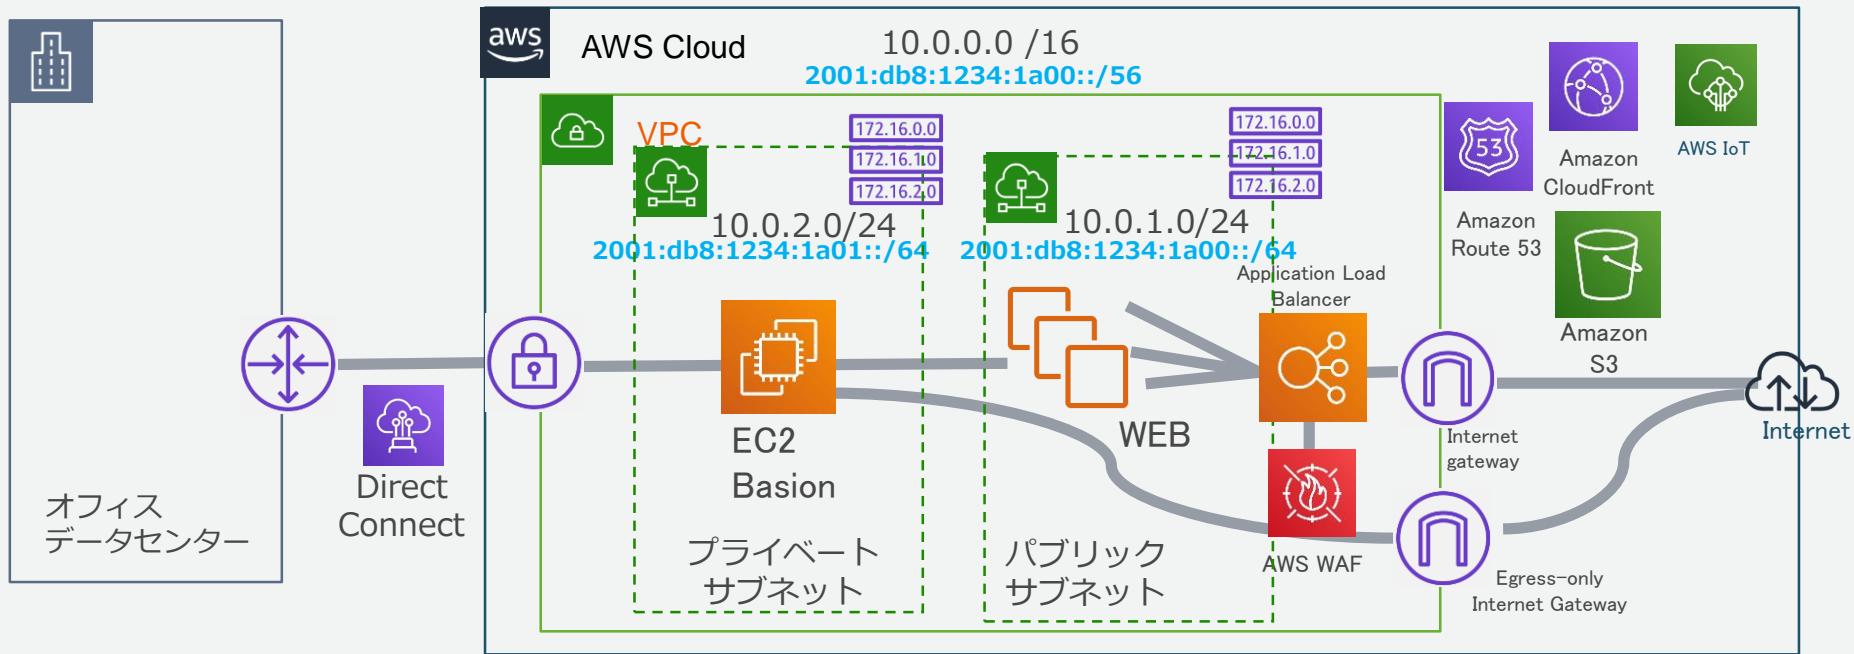 aws
AWS Cloud
10.0.0.0 /16
2001:db8:1234:1a00::/56
VPC
172.16.0.0
172.16.1.0
172.16.2.0
10.0.2.0/24
2001:db8:1234:1a01::/64
172.16.0.0
172.16.1.0
172.16.2.0
10.0.1.0/24
2001:db8:1234:1a00::/64
53
Amazon
Route 53
Amazon
CloudFront
AWS IoT
Amazon
S3
Application Load
Balancer
オフィス
データセンター
Direct
Connect
EC2
Basion
WEB
プライベート
サブネット
パブリック
サブネット
AWS WAF
Internet
gateway
Egress-only
Internet Gateway
Internet